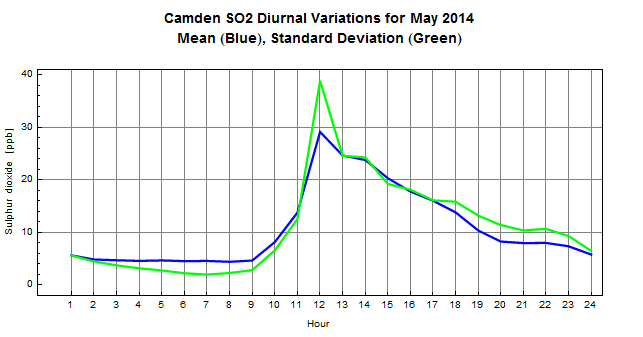 Camden SO2 Diurnal Variations for May 2014
Mean (Blue), Standard Deviation (Green)
Sulphur dioxide [ppb]
40
30
20
10
0
1 2 3 4 5 6 7 8 9 10 11 12 13 14 15 16 17 18 19 20 21 22 23 24
Hour